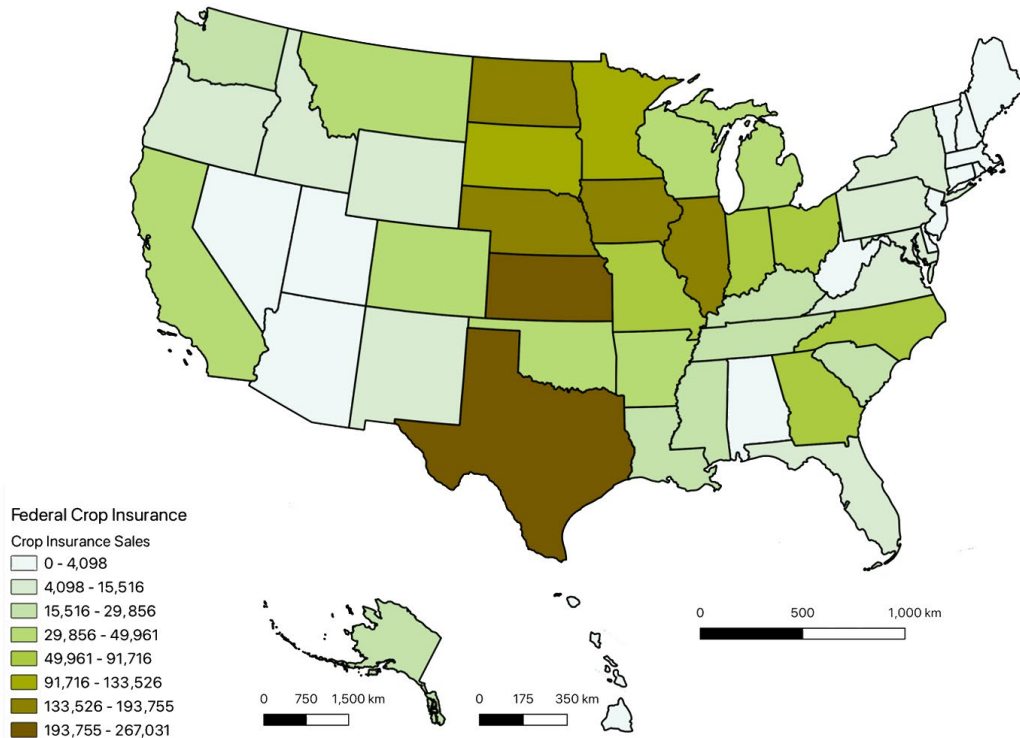 Federal Crop Insurance
Crop Insurance Sales
0 - 4,098
4,098 - 15,516
15,516 - 29,856
29,856 - 49,961
49,961 - 91,716
91,716 - 133,526
133,526 - 193,755
193,755 - 267,031
0 750 1,500 km
0 175 350 km
0 500 1,000 km